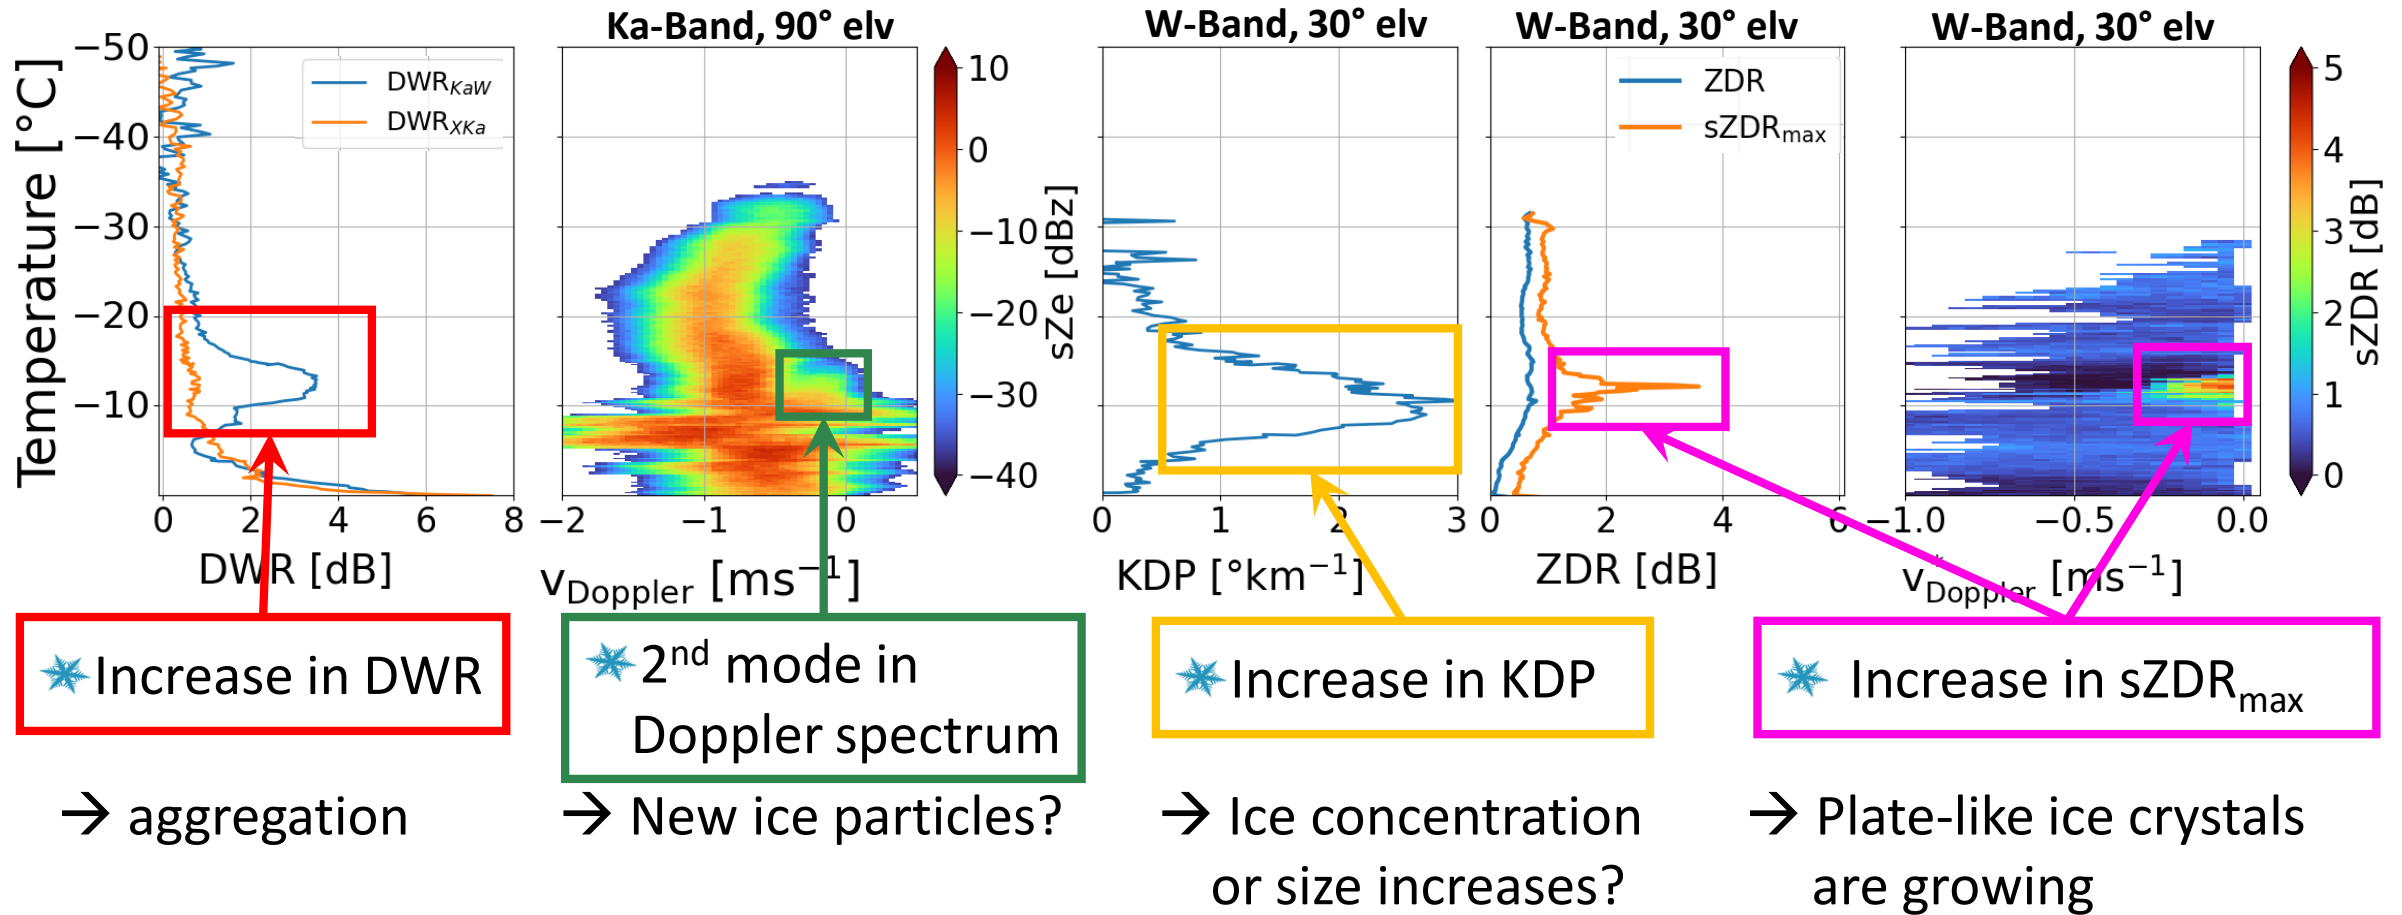 Ka-Band, 90° elv
W-Band, 30° elv
W-Band, 30° elv
W-Band, 30° elv
Temperature [°C]
−50
−40
−30
−20
−10
DWR_KaW
DWR_XKa
0 2 4 6 8
DWR [dB]
−2 −1 0
v_Doppler [ms⁻¹]
10
0
−10
−20
−30
−40
sZe [dBz]
0 1 2 3
KDP [°km⁻¹]
ZDR
sZDR_max
0 2 4 6
ZDR [dB]
−1.0 −0.5 0.0
v*_Doppler [ms⁻¹]
5
4
3
2
1
0
sZDR [dB]
Increase in DWR
→ aggregation
2nd mode in
Doppler spectrum
→ New ice particles?
Increase in KDP
→ Ice concentration
or size increases?
Increase in sZDR_max
→ Plate-like ice crystals
are growing